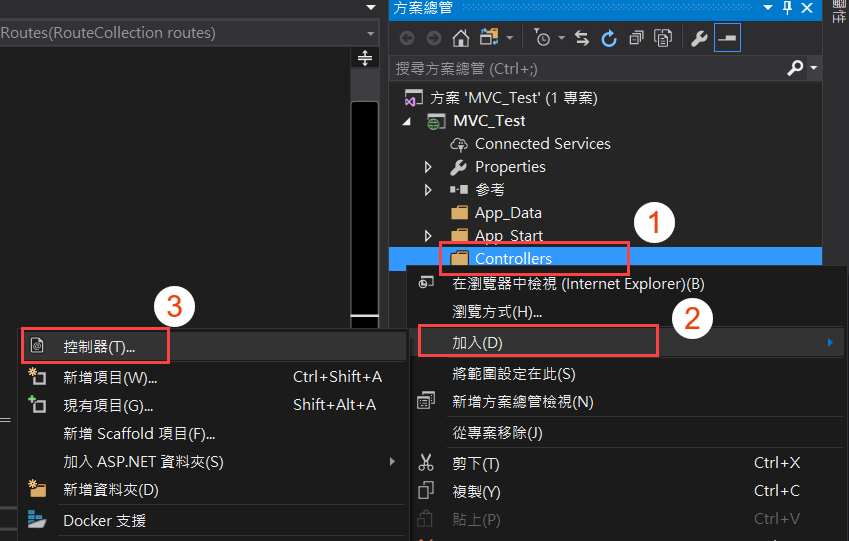 方案總管
屬性
Routes(RouteCollection routes)
搜尋方案總管 (Ctrl+;)
方案 'MVC_Test' (1 專案)
MVC_Test
Connected Services
Properties
參考
App_Data
App_Start
1
Controllers
在瀏覽器中檢視 (Internet Explorer)(B)
瀏覽方式(H)...
2
加入(D)
將範圍設定在此(S)
新增方案總管檢視(N)
從專案移除(J)
剪下(T) Ctrl+X
複製(Y) Ctrl+C
貼上(P) Ctrl+V
3
控制器(T)...
新增項目(W)... Ctrl+Shift+A
現有項目(G)... Shift+Alt+A
新增 Scaffold 項目(F)...
加入 ASP.NET 資料夾(S)
新增資料夾(D)
Docker 支援
=